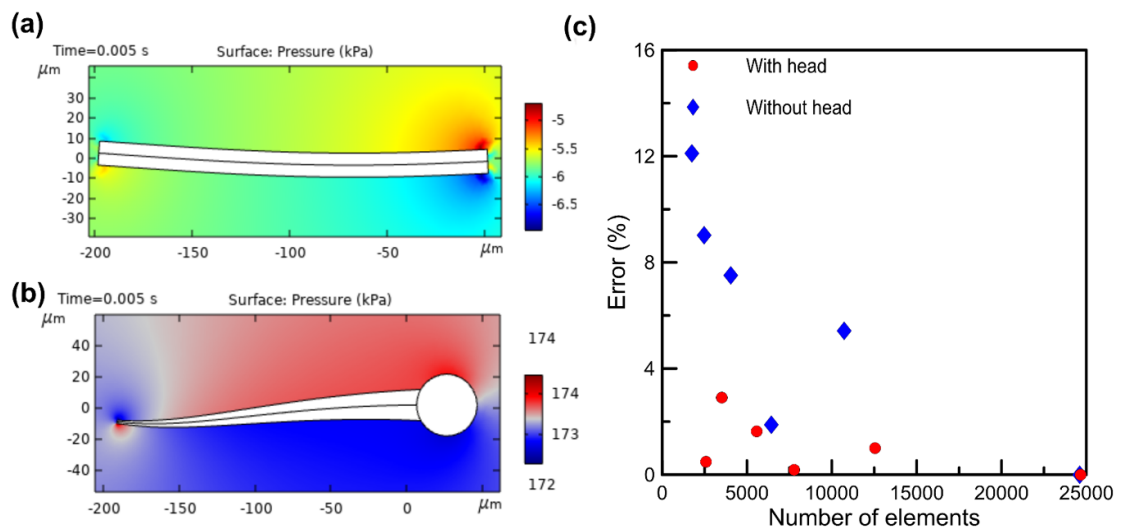 (a)
Time=0.005 s Surface: Pressure (kPa)
μm
30
20
10
0
-10
-20
-30
-200 -150 -100 -50 μm
-5
-5.5
-6
-6.5
(b)
Time=0.005 s Surface: Pressure (kPa)
μm
40
20
0
-20
-40
-200 -150 -100 -50 0 μm
174
174
173
172
(c)
16
12
8
4
0
Error (%)
With head
Without head
0 5000 10000 15000 20000 25000
Number of elements